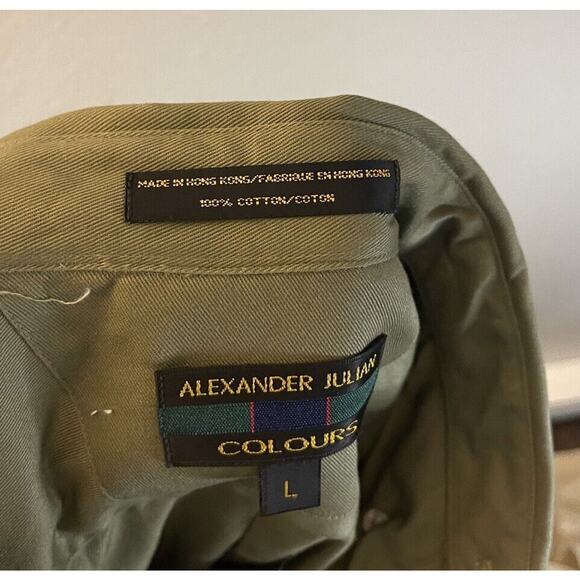 MADE IN HONG KONG/FABRIQUE EN HONG KONG
100% COTTON/COTON
ALEXANDER JULIAN
COLOURS
L